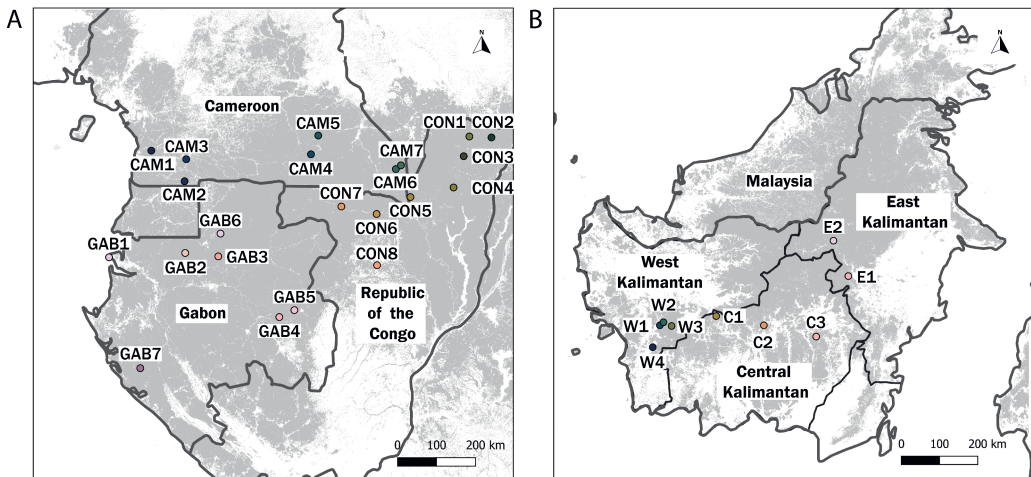 A
N
Cameroon
CAM5
CON1 CON2
CAM3
CAM1
CAM7
CON3
CAM4
CAM6
CAM2
CON4
CON7
CON5
GAB6
CON6
GAB1
GAB2
GAB3
CON8
GAB5
Gabon
GAB4
Republic
of the
Congo
GAB7
0 100 200 km
B
N
Malaysia
East
Kalimantan
E2
West
Kalimantan
E1
W2
W1
W3
C1
C2
C3
W4
Central
Kalimantan
0 100 200 km